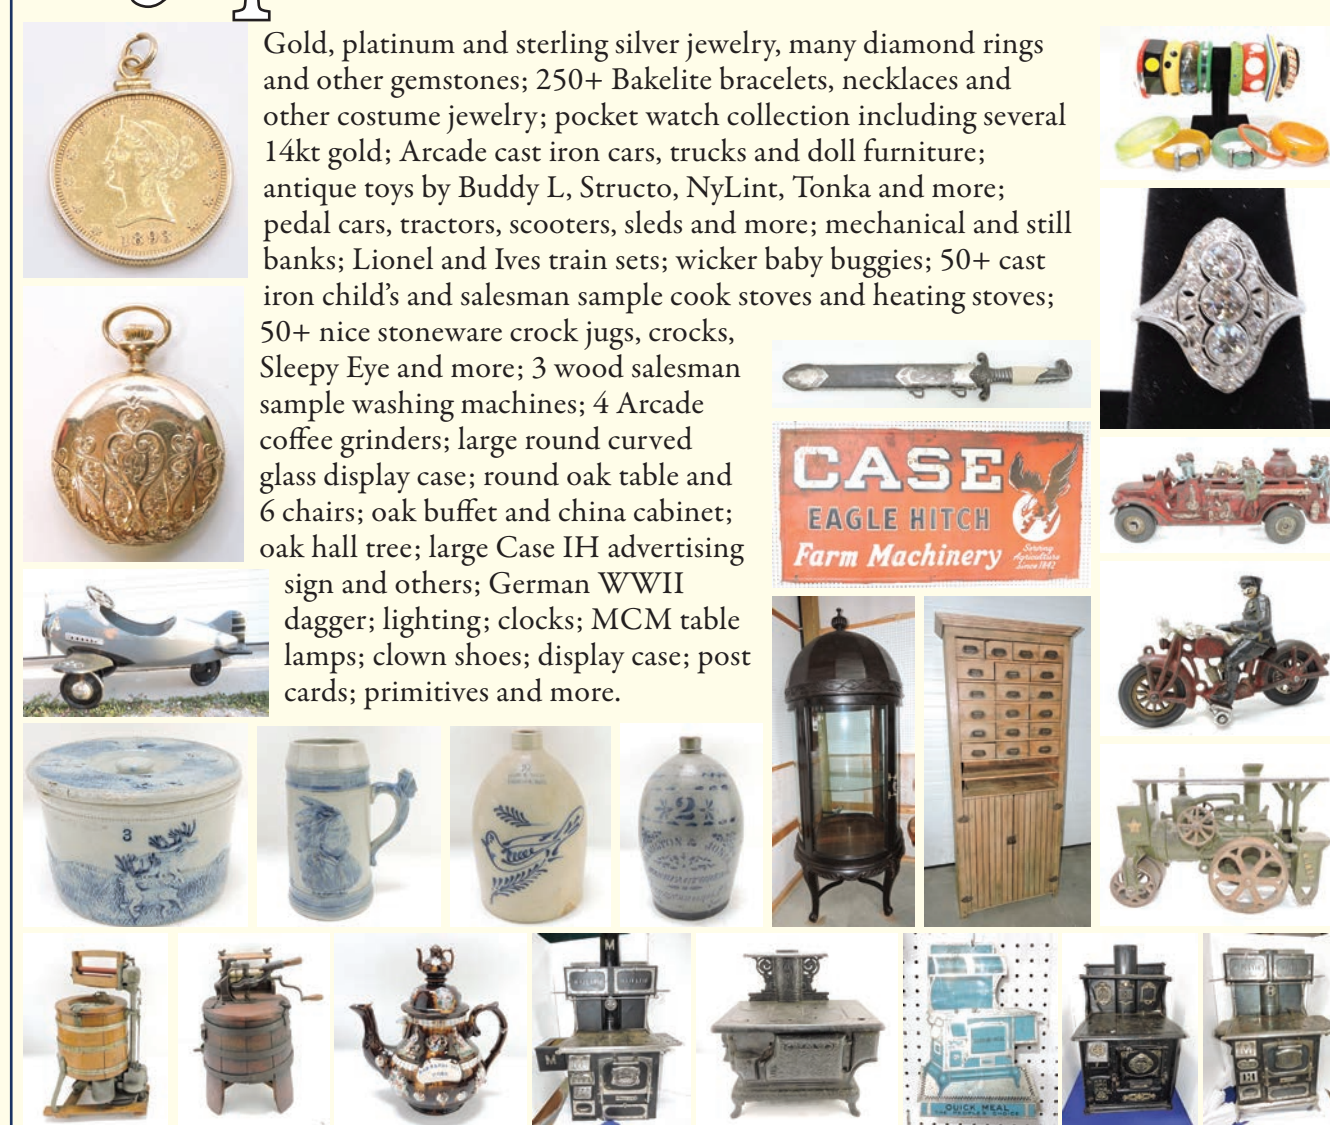 Gold, platinum and sterling silver jewelry, many diamond rings
and other gemstones; 250+ Bakelite bracelets, necklaces and
other costume jewelry; pocket watch collection including several
14kt gold; Arcade cast iron cars, trucks and doll furniture;
antique toys by Buddy L, Structo, NyLint, Tonka and more;
pedal cars, tractors, scooters, sleds and more; mechanical and still
banks; Lionel and Ives train sets; wicker baby buggies; 50+ cast
iron child's and salesman sample cook stoves and heating stoves;
50+ nice stoneware crock jugs, crocks,
Sleepy Eye and more; 3 wood salesman
sample washing machines; 4 Arcade
coffee grinders; large round curved
glass display case; round oak table and
6 chairs; oak buffet and china cabinet;
oak hall tree; large Case IH advertising
sign and others; German WWII
dagger; lighting; clocks; MCM table
lamps; clown shoes; display case; post
cards; primitives and more.
CASE
EAGLE HITCH
Farm Machinery
Serving
Agriculture
Since 1842
3
2
M
M
QUICK MEAL
THE PEOPLE'S CHOICE